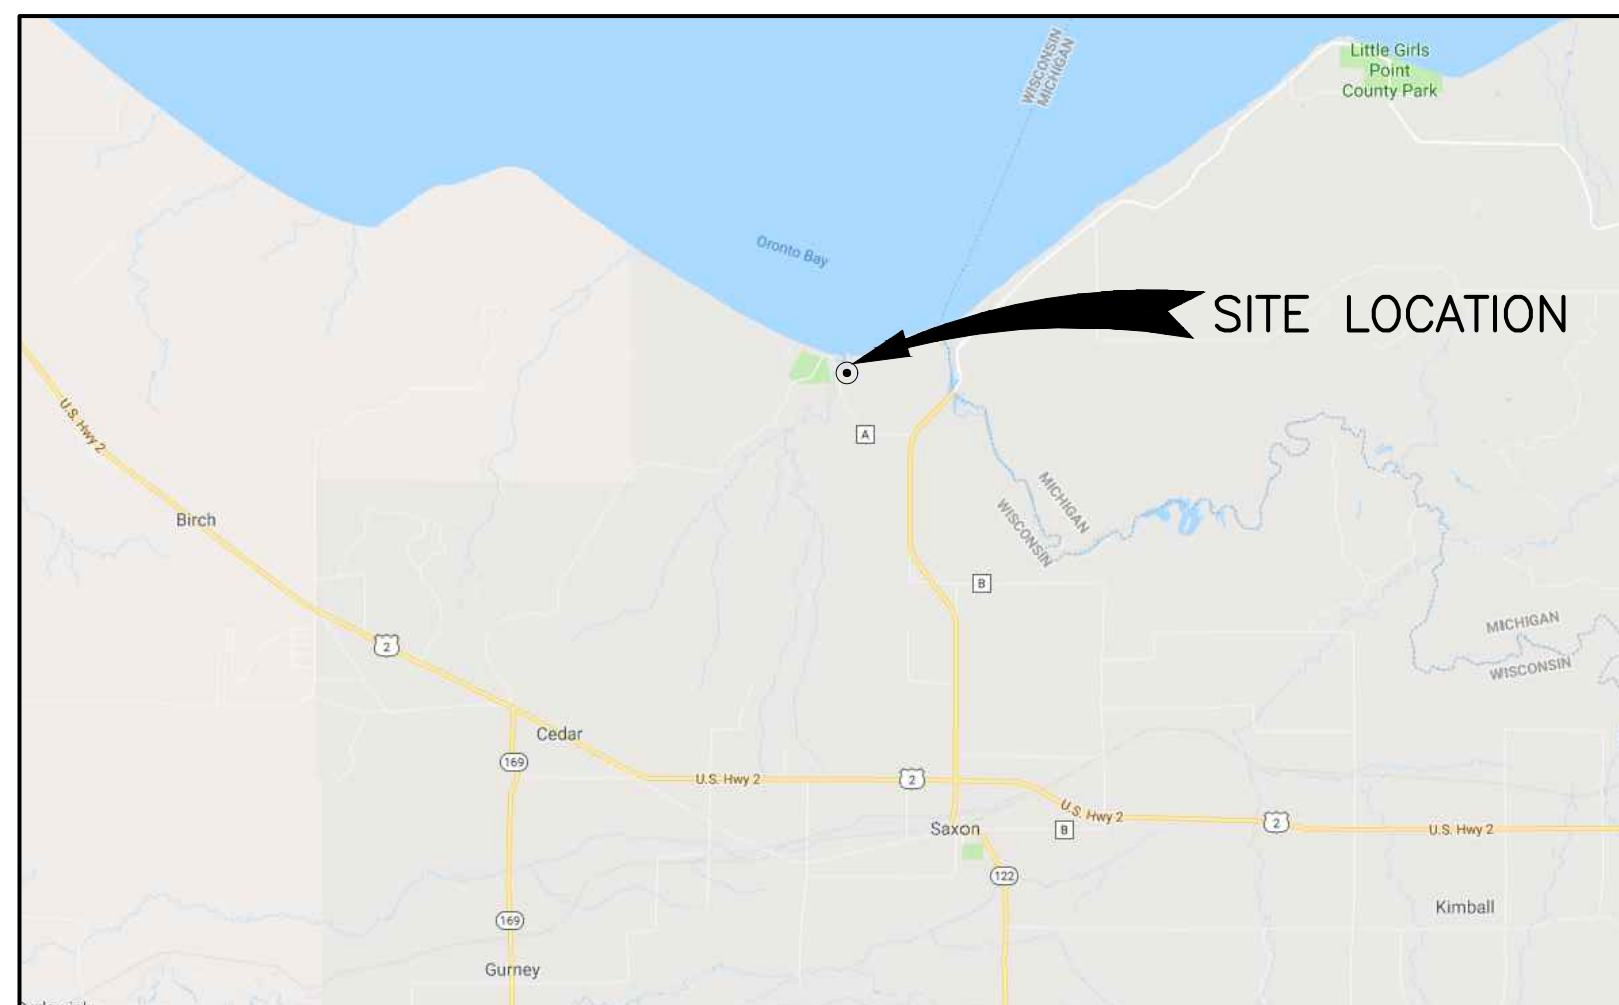 WISCONSIN
MICHIGAN
Little Girls
Point
County Park
Oronto Bay
SITE LOCATION
U.S. Hwy 2
A
Birch
MICHIGAN
WISCONSIN
B
2
MICHIGAN
WISCONSIN
Cedar
169
U.S. Hwy 2
2
U.S. Hwy 2
2
U.S. Hwy 2
Saxon
B
122
169
Kimball
Gurney